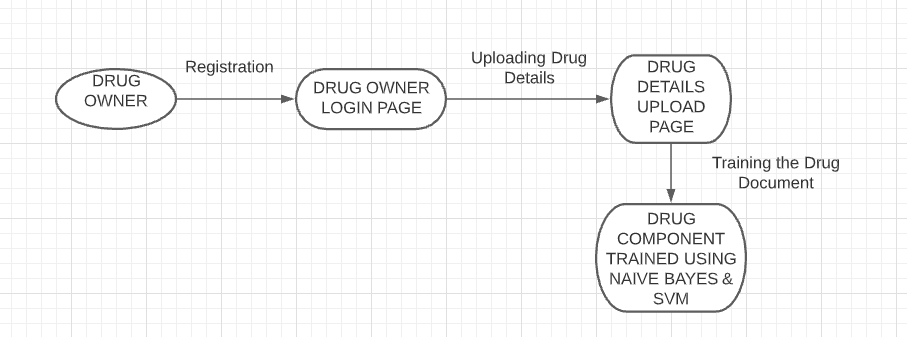 DRUG
OWNER
Registration
DRUG OWNER
LOGIN PAGE
Uploading Drug
Details
DRUG
DETAILS
UPLOAD
PAGE
Training the Drug
Document
DRUG
COMPONENT
TRAINED USING
NAIVE BAYES &
SVM